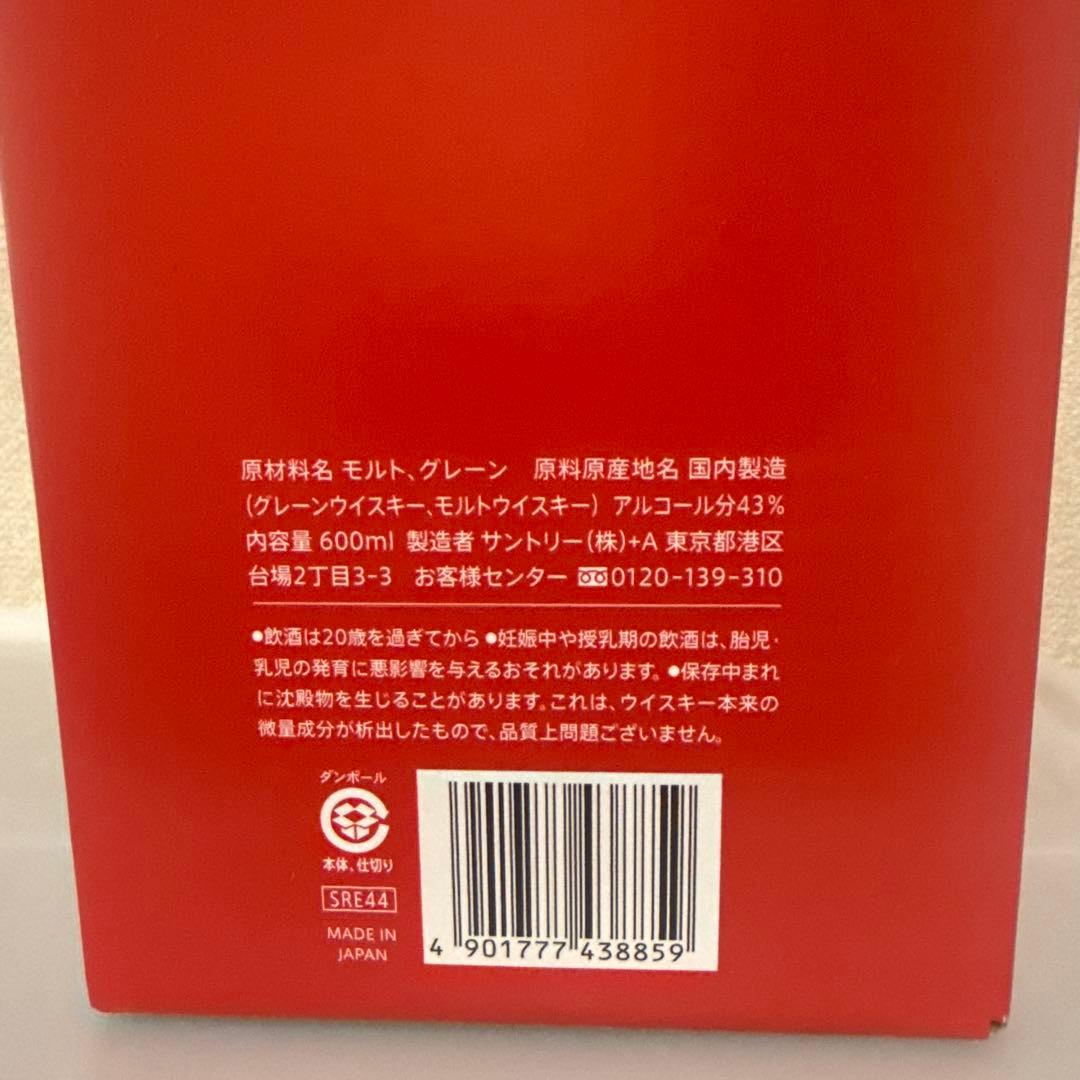 原材料名 モルト、グレーン　原料原産地名 国内製造
(グレーンウイスキー、モルトウイスキー) アルコール分43%
内容量 600ml 製造者 サントリー(株)+A 東京都港区
台場2丁目3-3　お客様センター 0120-139-310
●飲酒は20歳を過ぎてから ●妊娠中や授乳期の飲酒は、胎児・
乳児の発育に悪影響を与えるおそれがあります。●保存中まれ
に沈殿物を生じることがあります。これは、ウイスキー本来の
微量成分が析出したもので、品質上問題ございません。
ダンボール
本体、仕切り
SRE44
MADE IN
JAPAN
4 901777 438859